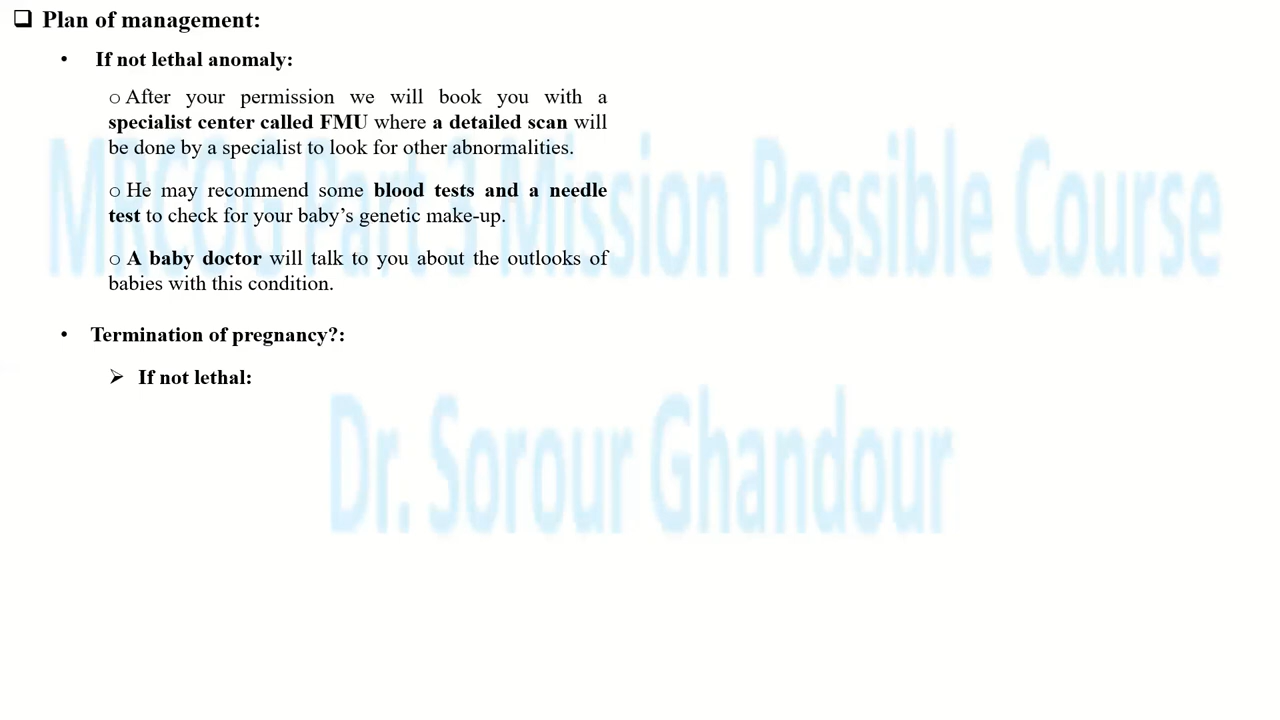 ❑ Plan of management:
• If not lethal anomaly:
o After your permission we will book you with a
specialist center called FMU where a detailed scan will
be done by a specialist to look for other abnormalities.
o He may recommend some blood tests and a needle
test to check for your baby's genetic make-up.
o A baby doctor will talk to you about the outlooks of
babies with this condition.
• Termination of pregnancy?:
➢ If not lethal:
MRCOG Part 3 Mission Possible Course
Dr. Sorour Ghandour